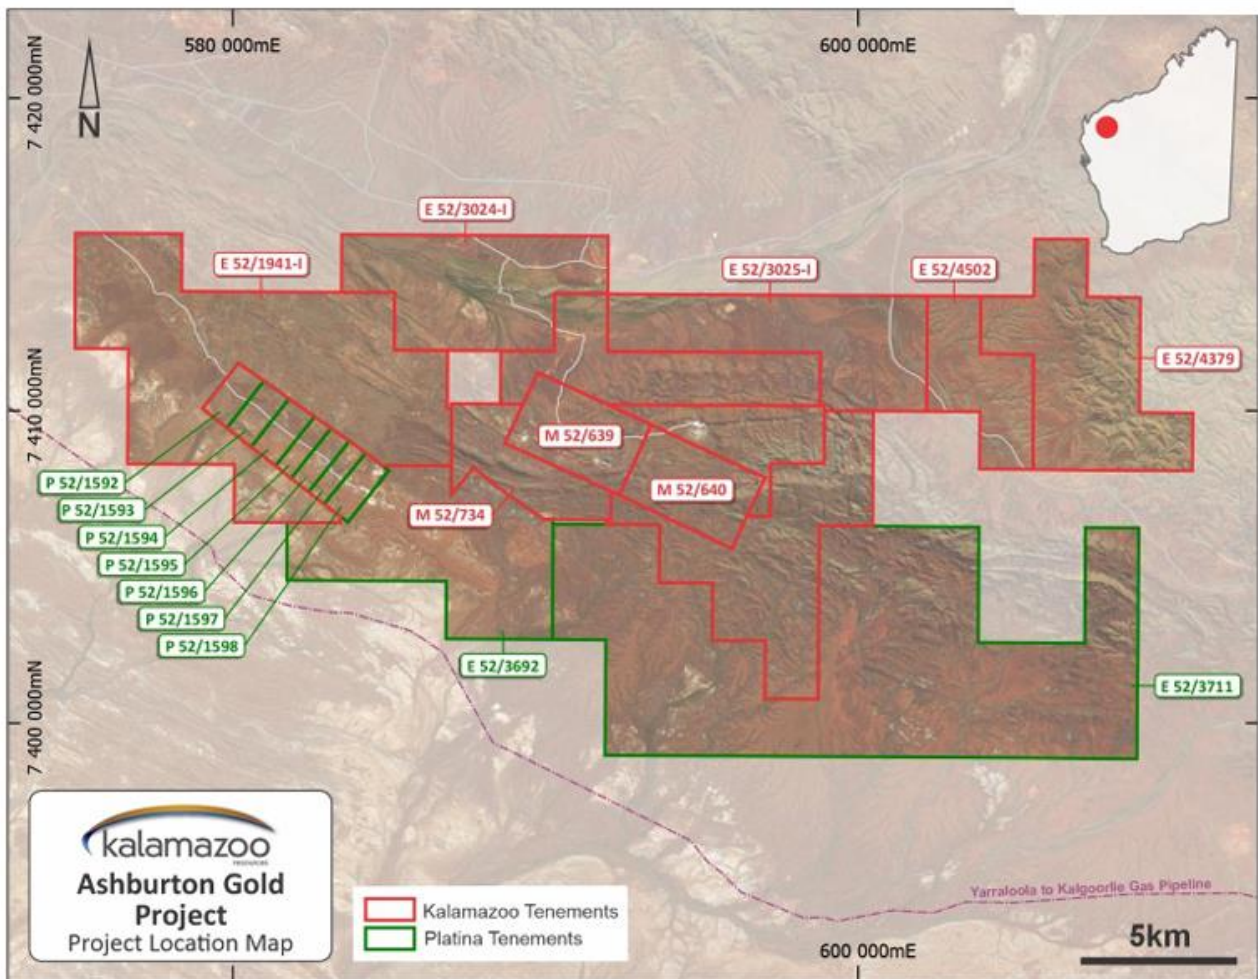 580 000mE
600 000mE
7 420 000mN
N
E 52/3024-I
E 52/1941-I
E 52/3025-I
E 52/4502
E 52/4379
7 410 000mN
M 52/639
P 52/1592
M 52/640
P 52/1593
M 52/734
P 52/1594
P 52/1595
P 52/1596
P 52/1597
P 52/1598
E 52/3692
E 52/3711
7 400 000mN
kalamazoo
resources
Ashburton Gold
Project
Project Location Map
Kalamazoo Tenements
Platina Tenements
Yarraloola to Kalgoorlie Gas Pipeline
600 000mE
5km